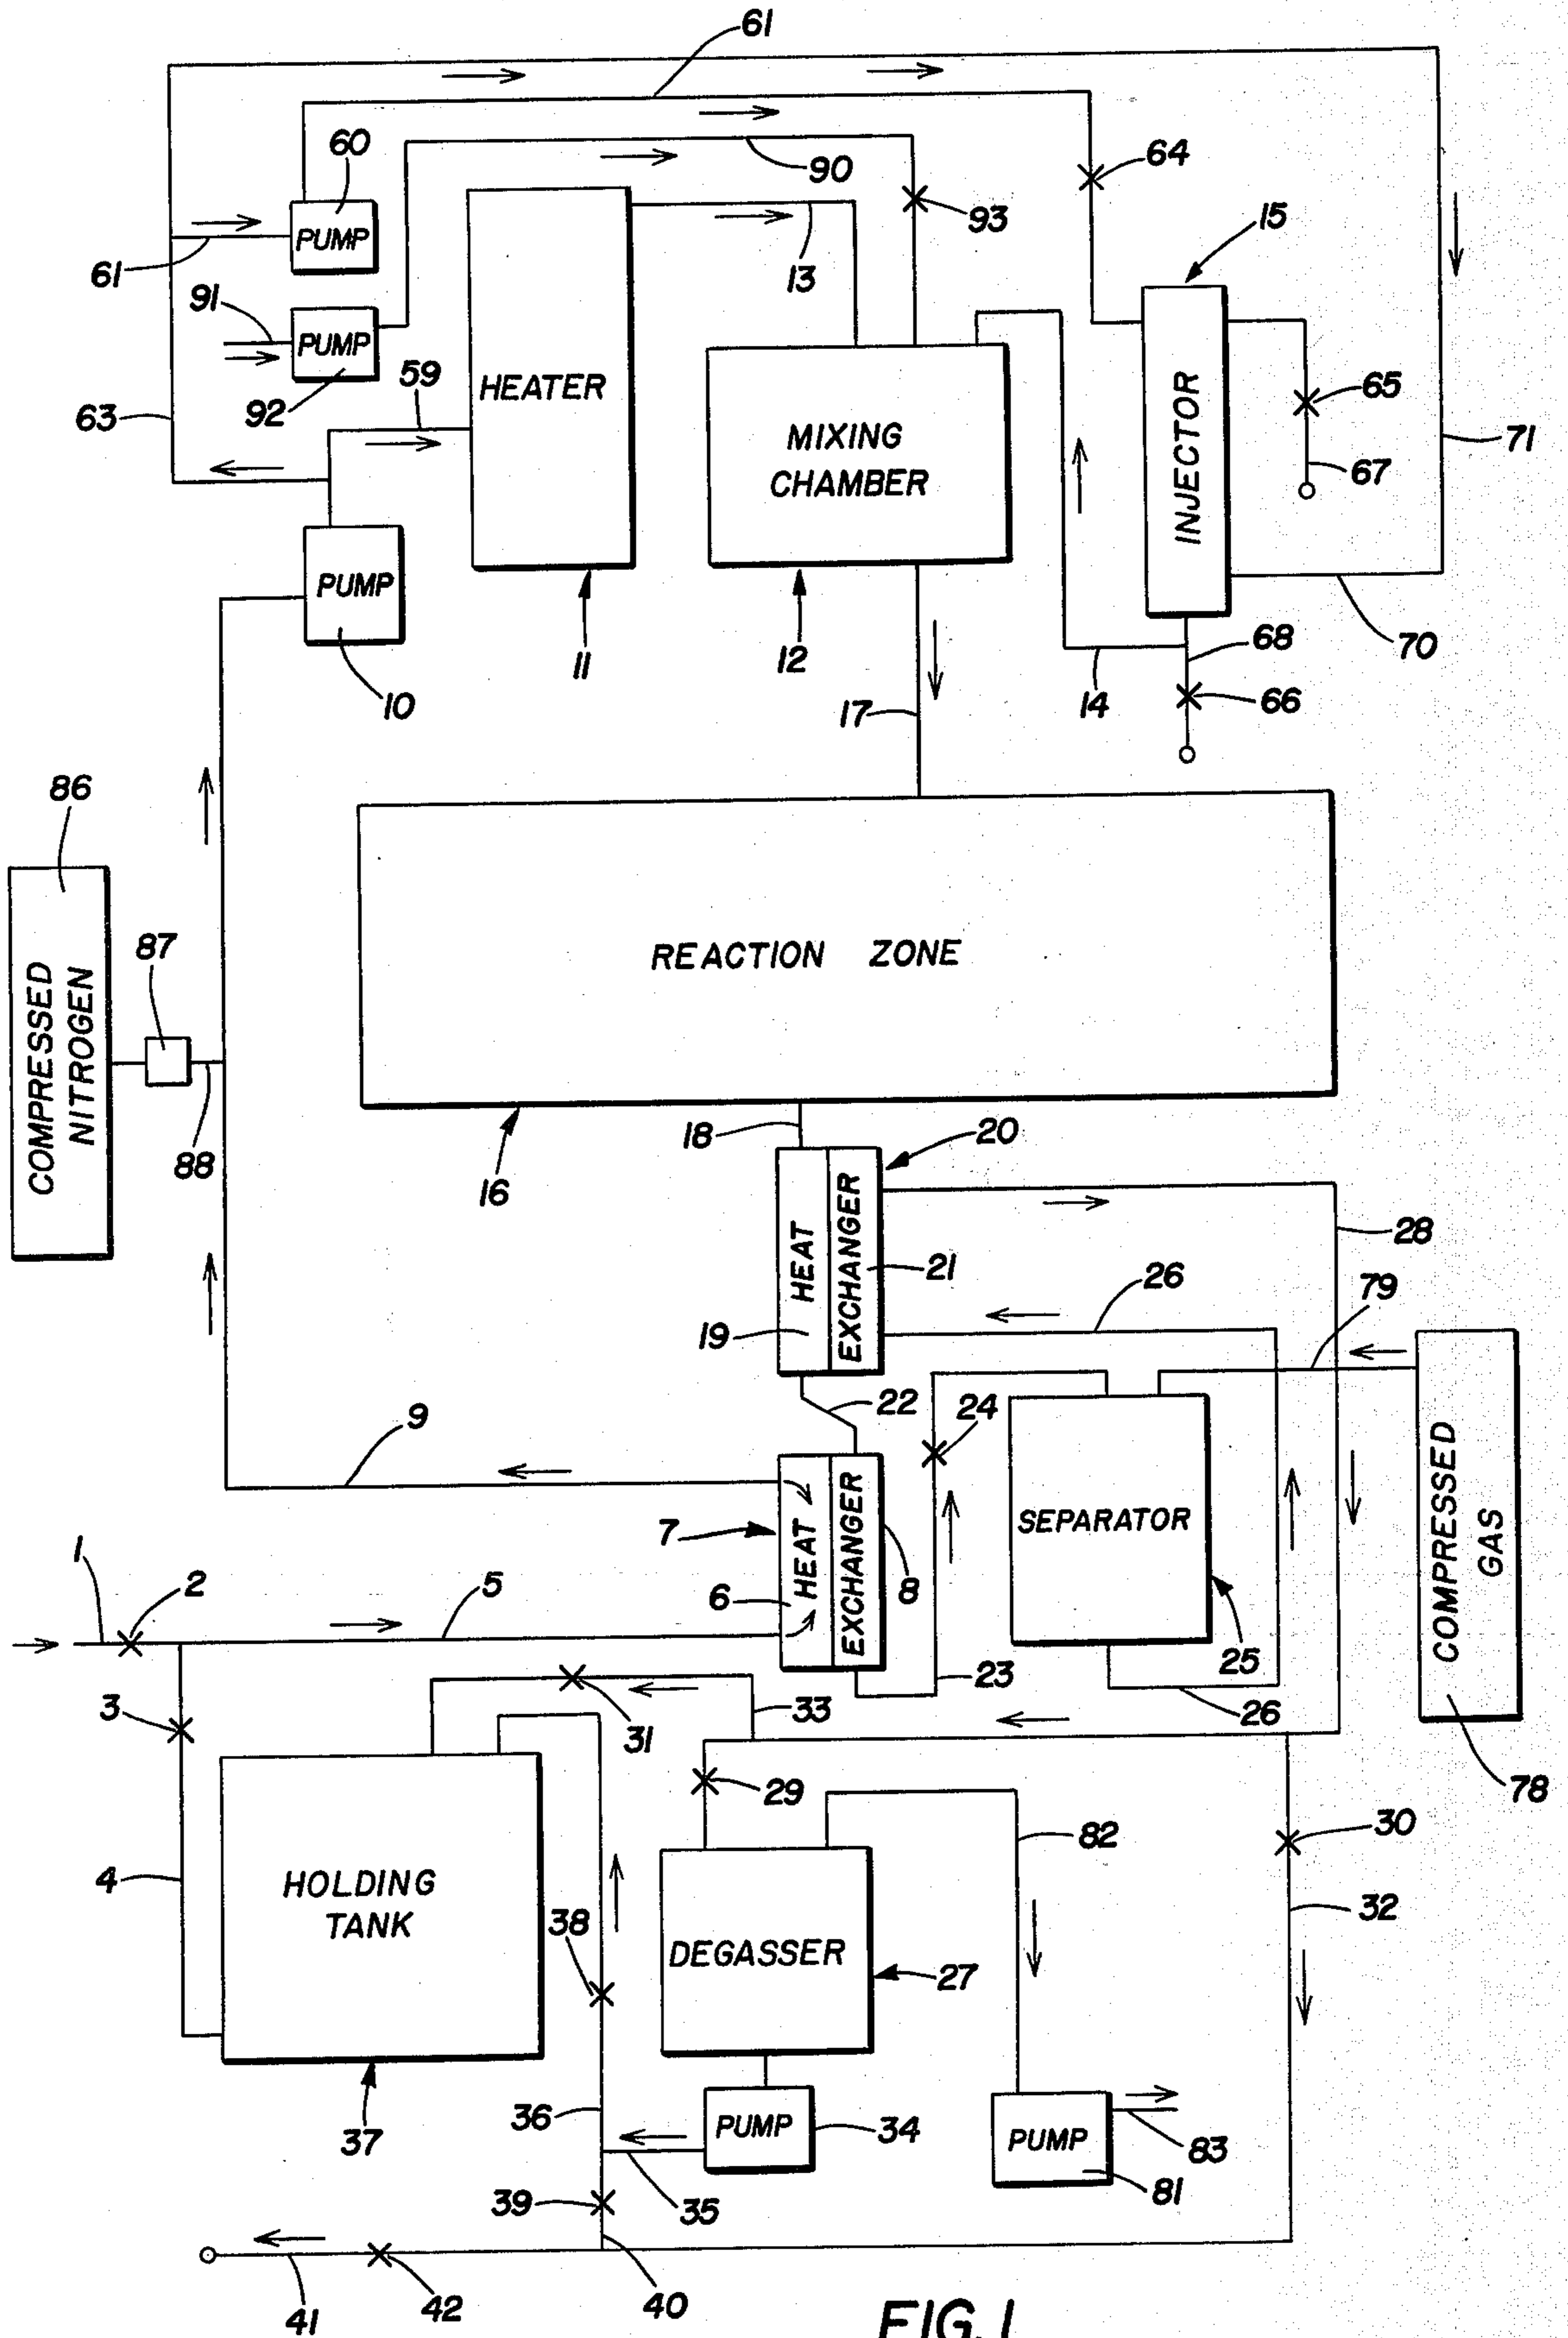 61
60
PUMP
61
90
64
93
15
13
91
PUMP
92
59
63
HEATER
MIXING
CHAMBER
INJECTOR
65
67
71
PUMP
10
11
12
17
14
68
66
70
86
COMPRESSED
NITROGEN
87
88
REACTION ZONE
16
18
20
HEAT
EXCHANGER
19
21
28
26
79
22
24
9
7
HEAT
EXCHANGER
6
8
SEPARATOR
25
COMPRESSED
GAS
78
1
2
5
3
23
26
31
33
29
82
30
4
HOLDING
TANK
38
DEGASSER
27
32
37
36
PUMP
34
PUMP
83
81
39
35
41
42
40
FIG. 1